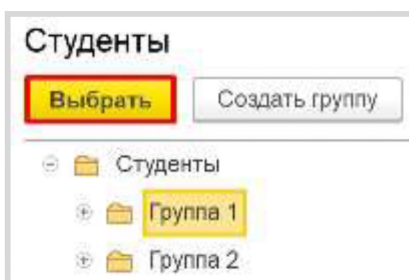 Студенты
Выбрать Создать группу
Студенты
Группа 1
Группа 2